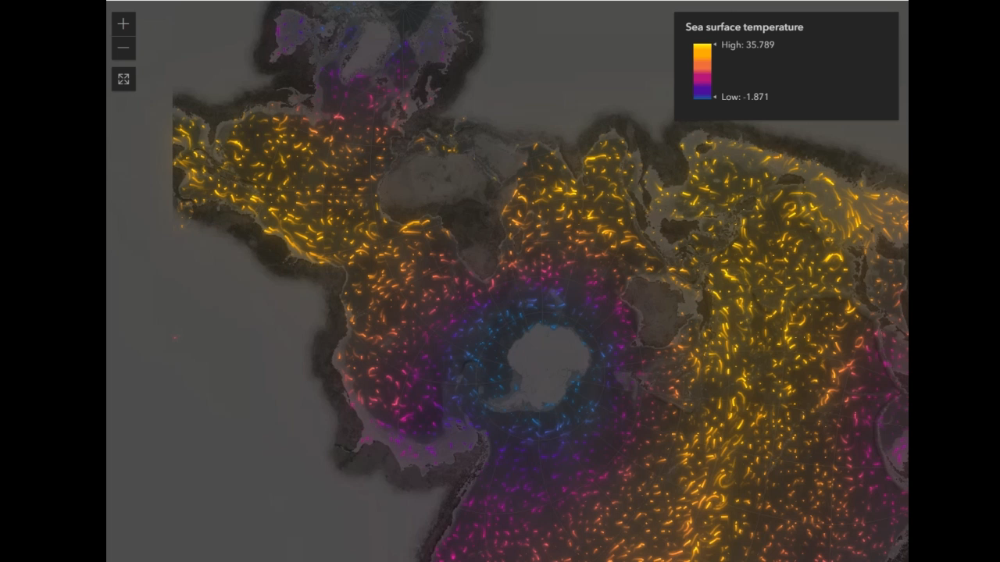 Sea surface temperature
High: 35.789
Low: -1.871